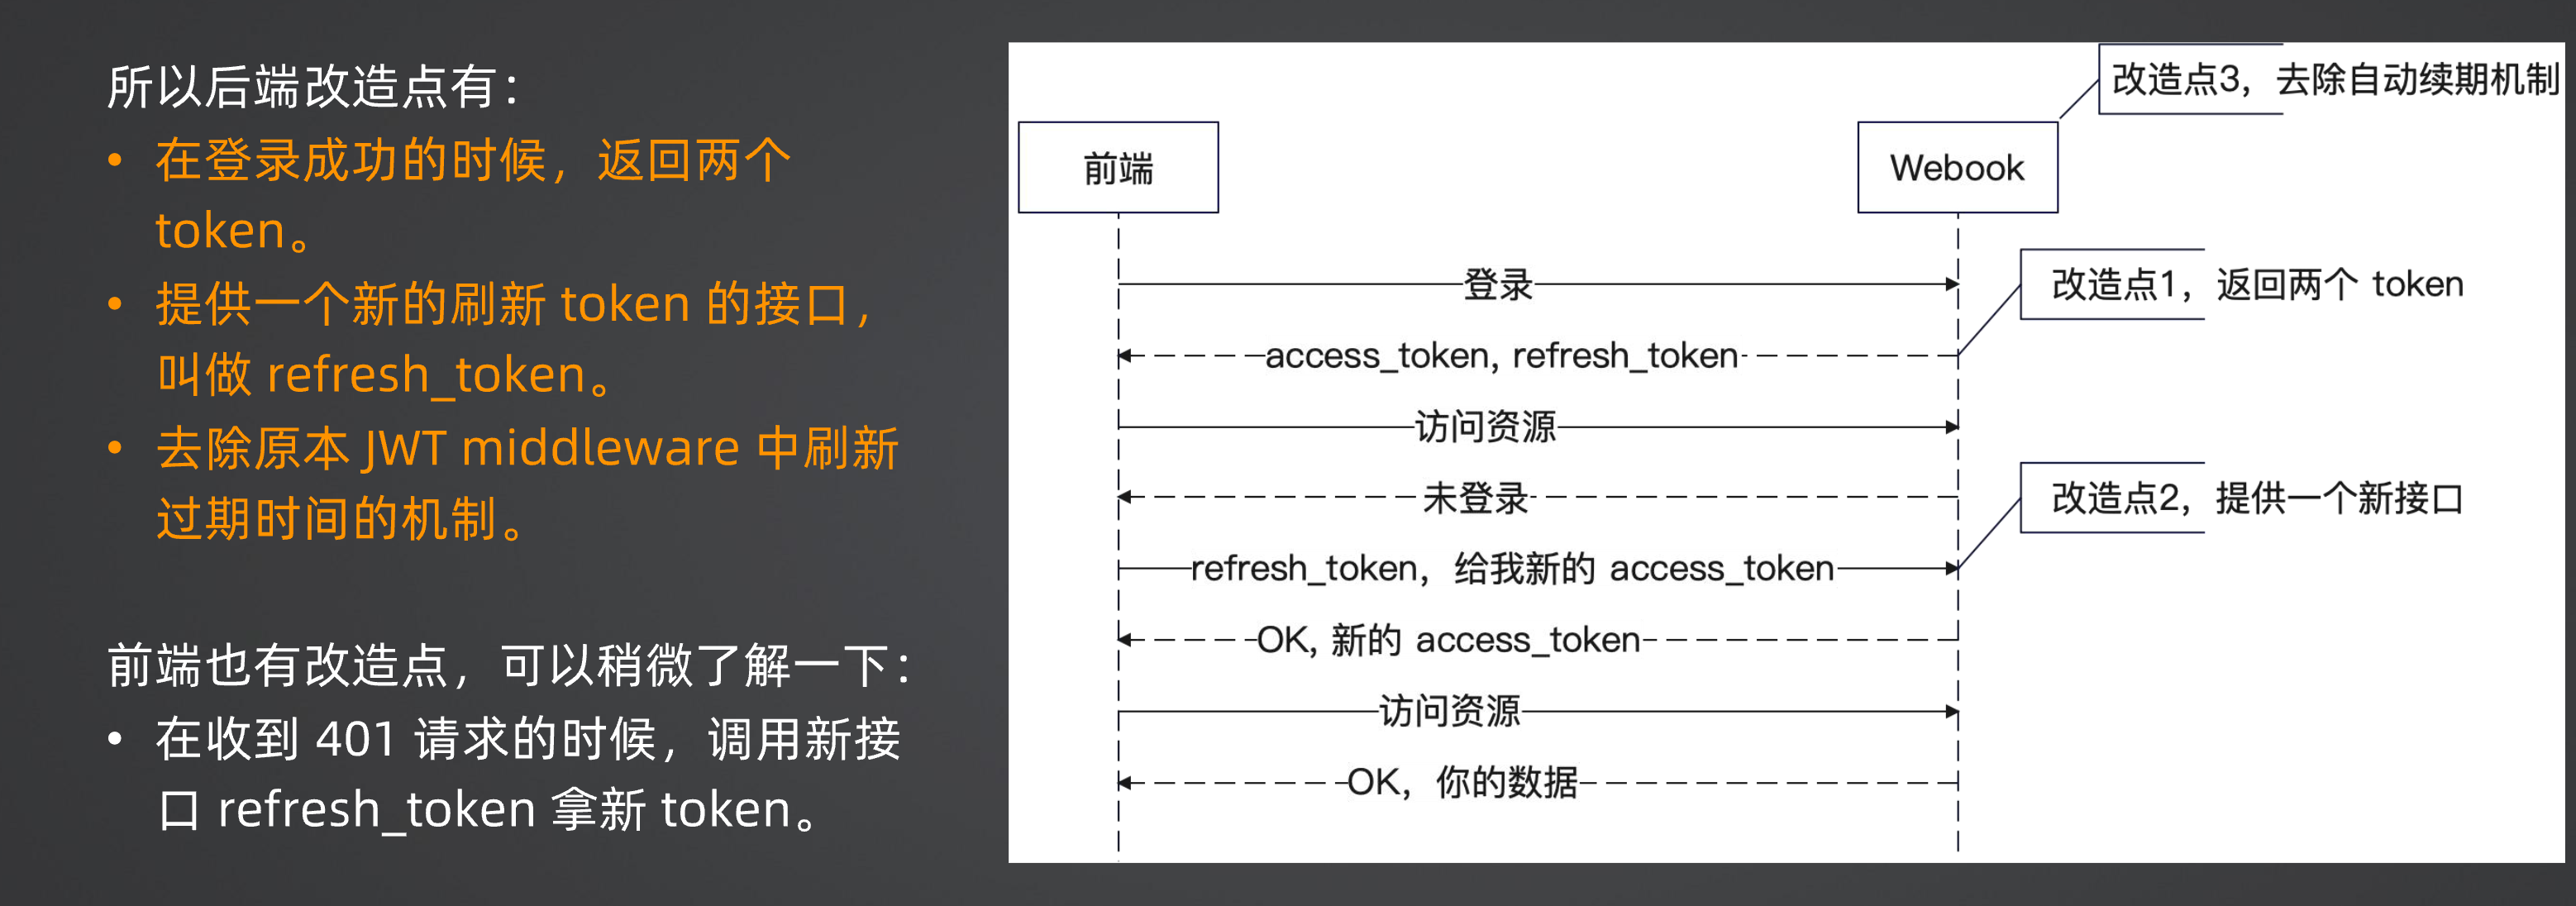 所以后端改造点有：
• 在登录成功的时候，返回两个
token。
• 提供一个新的刷新 token 的接口，
叫做 refresh_token。
• 去除原本 JWT middleware 中刷新
过期时间的机制。
前端也有改造点，可以稍微了解一下：
• 在收到 401 请求的时候，调用新接
口 refresh_token 拿新 token。
改造点3，去除自动续期机制
前端
Webook
登录
改造点1，返回两个 token
access_token, refresh_token
访问资源
未登录
改造点2，提供一个新接口
refresh_token，给我新的 access_token
OK, 新的 access_token
访问资源
OK，你的数据